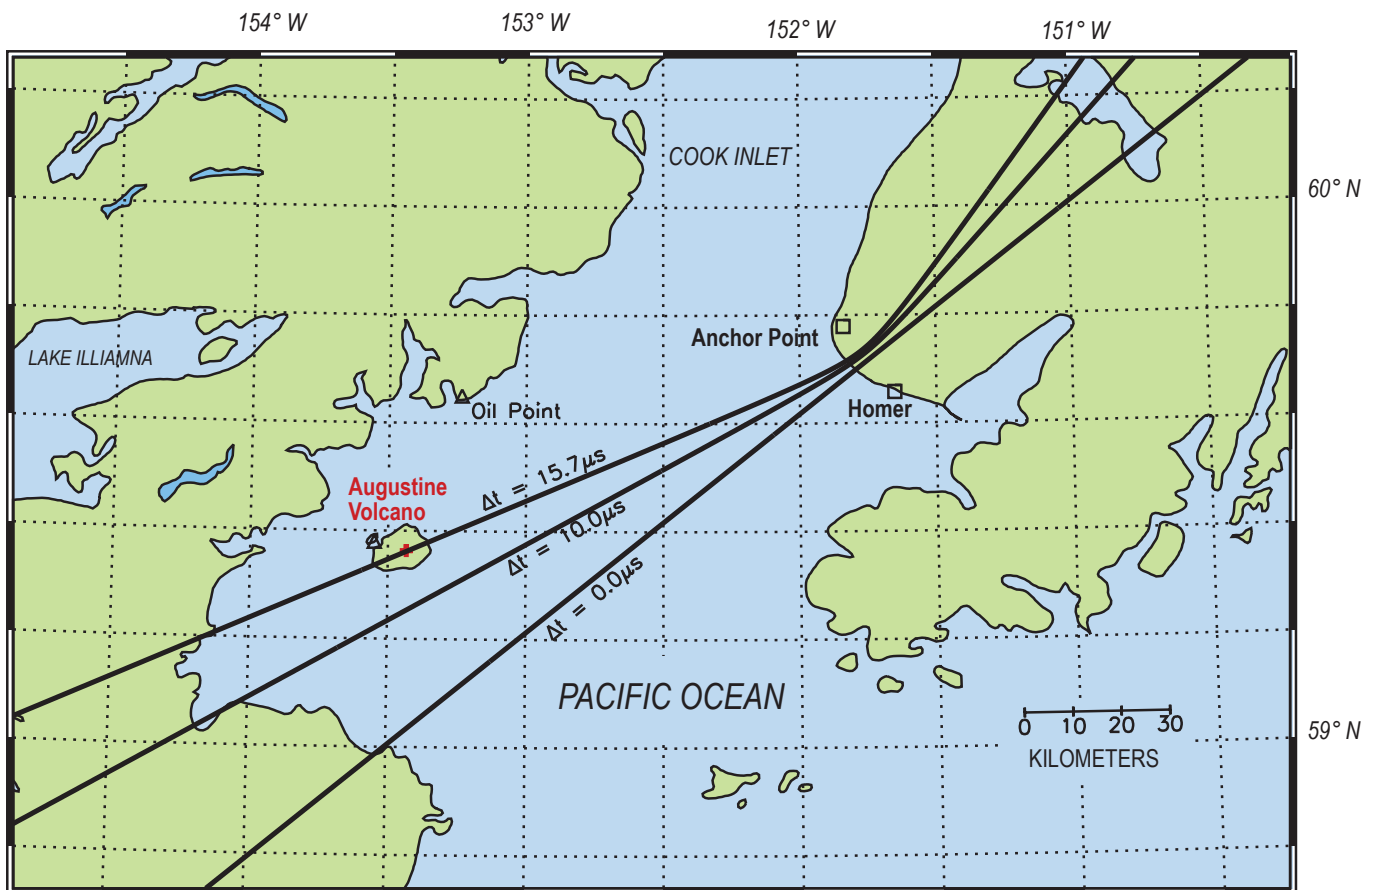 154° W
153° W
152° W
151° W
COOK INLET
60° N
Anchor Point
LAKE ILLIAMNA
Homer
Oil Point
Δt = 15.7μs
Augustine
Volcano
Δt = 10.0μs
Δt = 0.0μs
PACIFIC OCEAN
0 10 20 30
KILOMETERS
59° N